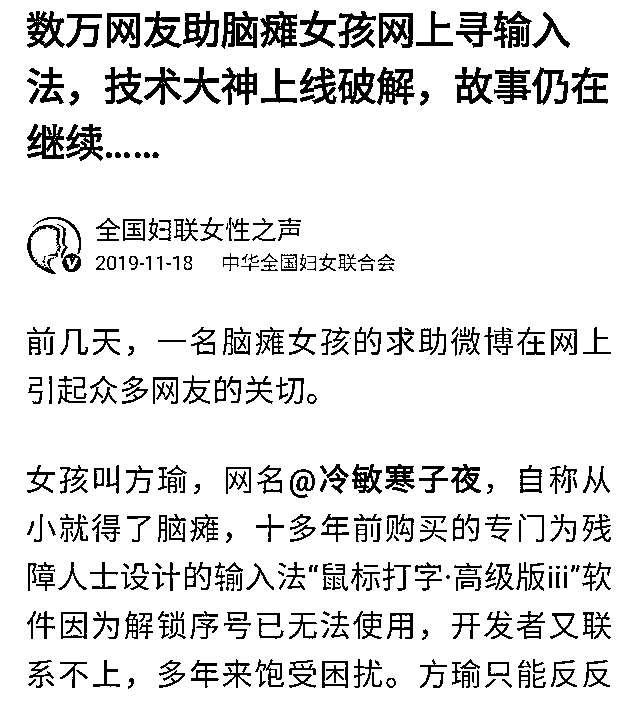 数万网友助脑瘫女孩网上寻输入
法，技术大神上线破解，故事仍在
继续……
全国妇联女性之声
2019-11-18 中华全国妇女联合会
前几天，一名脑瘫女孩的求助微博在网上
引起众多网友的关切。
女孩叫方瑜，网名@冷敏寒子夜，自称从
小就得了脑瘫，十多年前购买的专门为残
障人士设计的输入法“鼠标打字·高级版iii”软
件因为解锁序号已无法使用，开发者又联
系不上，多年来饱受困扰。方瑜只能反反